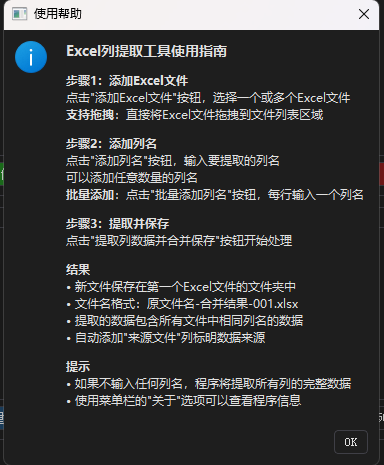 使用帮助
Excel列提取工具使用指南
步骤1：添加Excel文件
点击"添加Excel文件"按钮，选择一个或多个Excel文件
支持拖拽：直接将Excel文件拖拽到文件列表区域
步骤2：添加列名
点击"添加列名"按钮，输入要提取的列名
可以添加任意数量的列名
批量添加：点击"批量添加列名"按钮，每行输入一个列名
步骤3：提取并保存
点击"提取列数据并合并保存"按钮开始处理
结果
• 新文件保存在第一个Excel文件的文件夹中
• 文件名格式：原文件名-合并结果-001.xlsx
• 提取的数据包含所有文件中相同列名的数据
• 自动添加"来源文件"列标明数据来源
提示
• 如果不输入任何列名，程序将提取所有列的完整数据
• 使用菜单栏的"关于"选项可以查看程序信息
OK